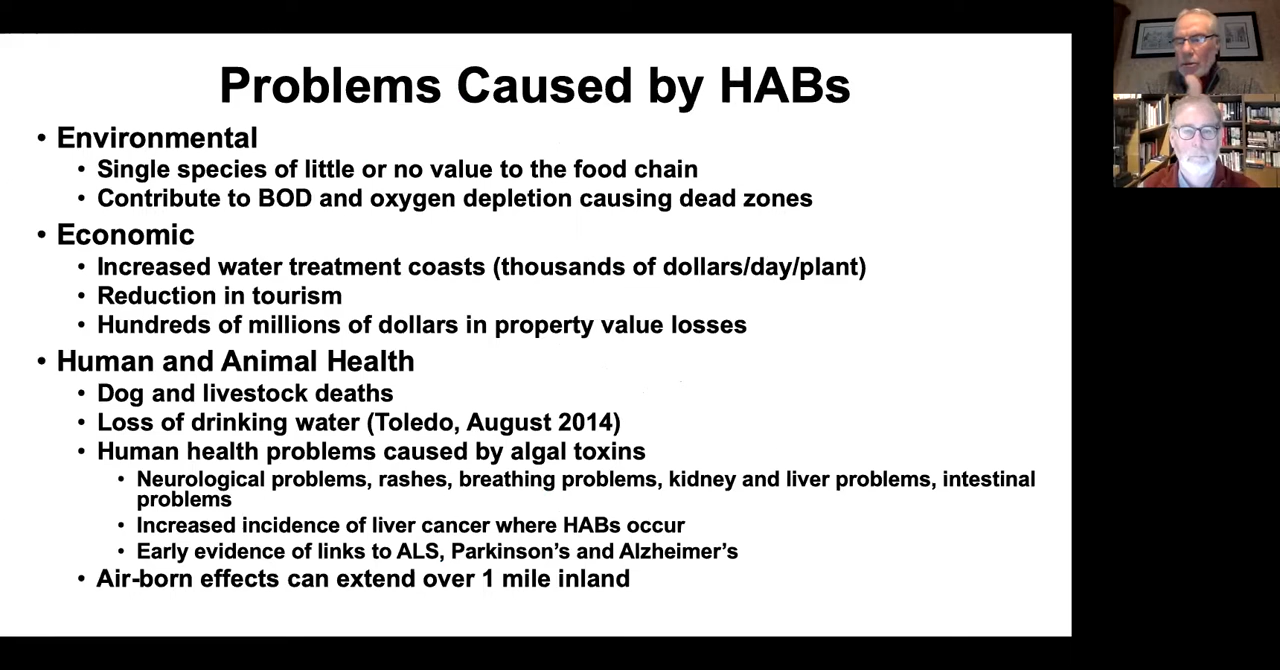 Problems Caused by HABs
• Environmental
• Single species of little or no value to the food chain
• Contribute to BOD and oxygen depletion causing dead zones
• Economic
• Increased water treatment coasts (thousands of dollars/day/plant)
• Reduction in tourism
• Hundreds of millions of dollars in property value losses
• Human and Animal Health
• Dog and livestock deaths
• Loss of drinking water (Toledo, August 2014)
• Human health problems caused by algal toxins
• Neurological problems, rashes, breathing problems, kidney and liver problems, intestinal
problems
• Increased incidence of liver cancer where HABs occur
• Early evidence of links to ALS, Parkinson’s and Alzheimer’s
• Air-born effects can extend over 1 mile inland